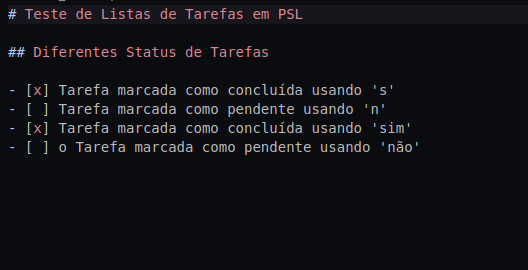 # Teste de Listas de Tarefas em PSL
## Diferentes Status de Tarefas
- [x] Tarefa marcada como concluída usando 's'
- [ ] Tarefa marcada como pendente usando 'n'
- [x] Tarefa marcada como concluída usando 'sim'
- [ ] o Tarefa marcada como pendente usando 'não'